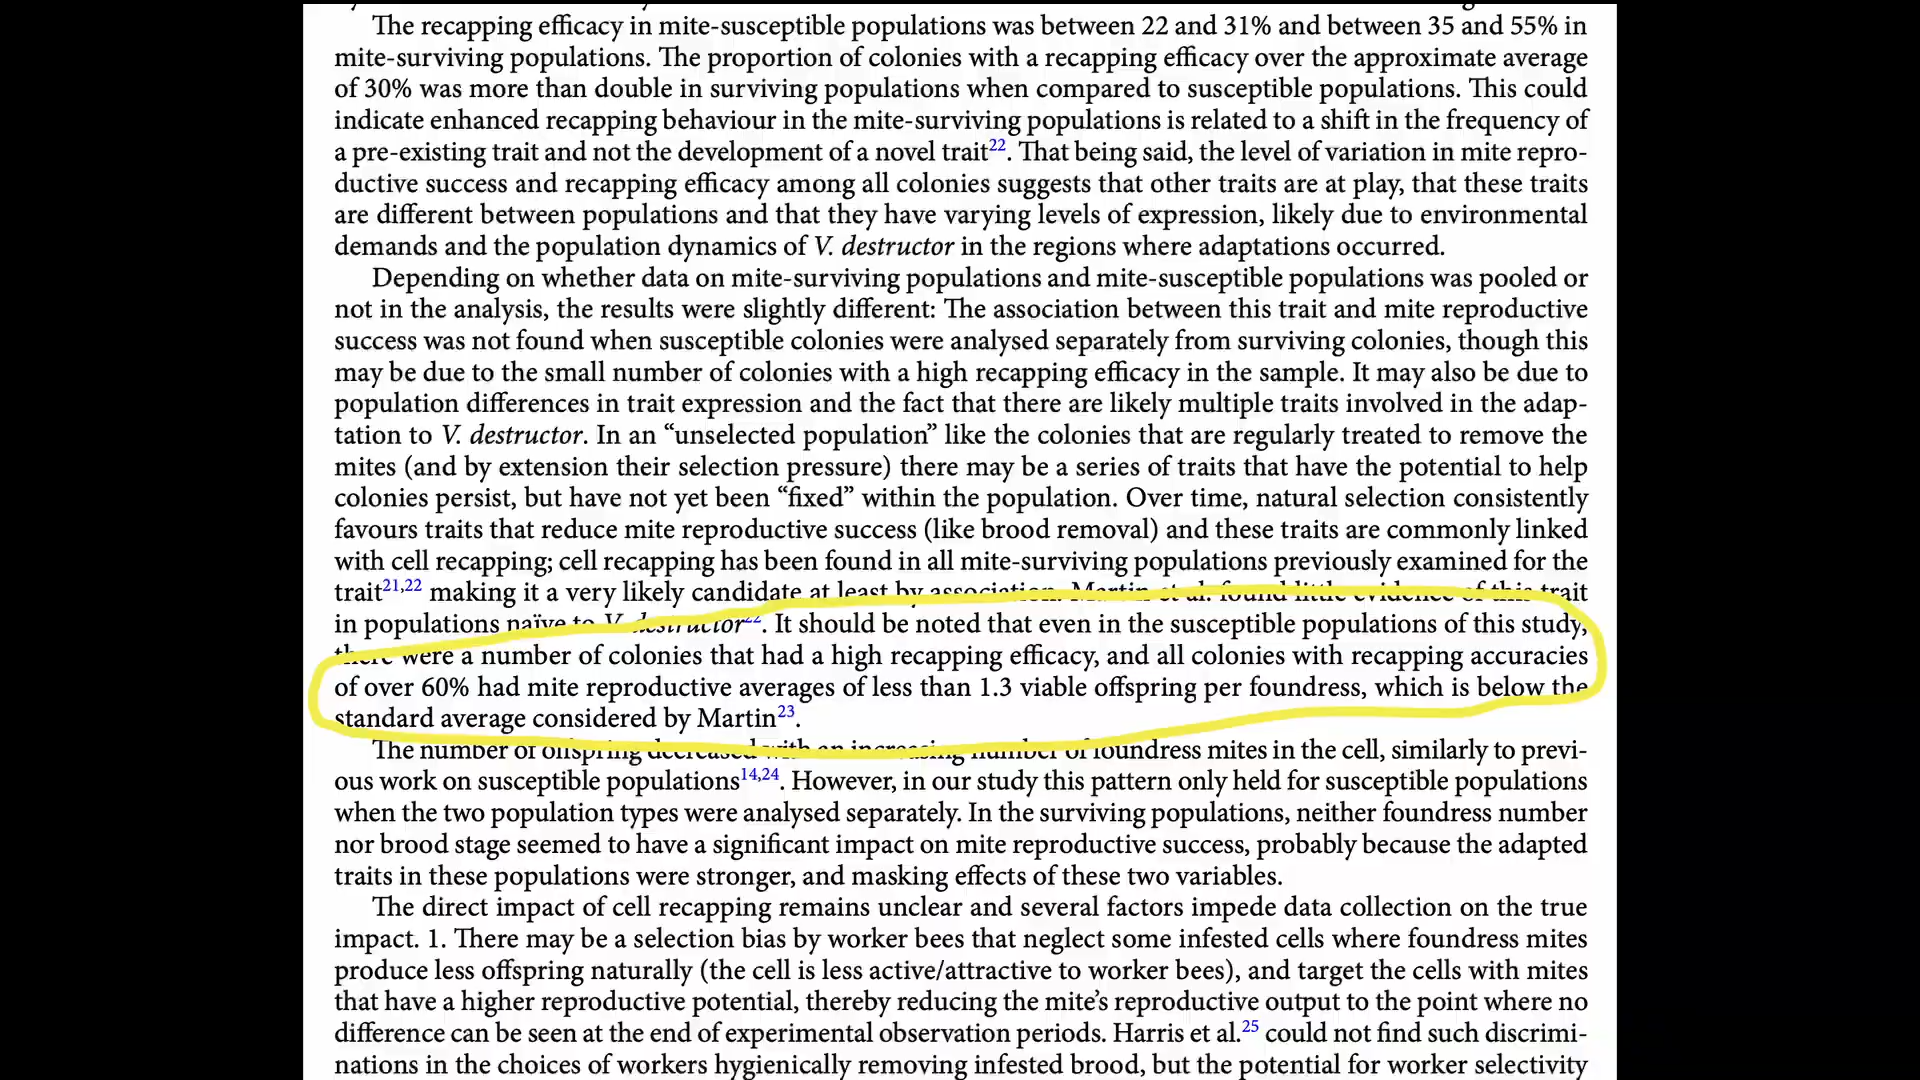 The recapping efficacy in mite-susceptible populations was between 22 and 31% and between 35 and 55% in
mite-surviving populations. The proportion of colonies with a recapping efficacy over the approximate average
of 30% was more than double in surviving populations when compared to susceptible populations. This could
indicate enhanced recapping behaviour in the mite-surviving populations is related to a shift in the frequency of
a pre-existing trait and not the development of a novel trait22. That being said, the level of variation in mite repro-
ductive success and recapping efficacy among all colonies suggests that other traits are at play, that these traits
are different between populations and that they have varying levels of expression, likely due to environmental
demands and the population dynamics of V. destructor in the regions where adaptations occurred.
Depending on whether data on mite-surviving populations and mite-susceptible populations was pooled or
not in the analysis, the results were slightly different: The association between this trait and mite reproductive
success was not found when susceptible colonies were analysed separately from surviving colonies, though this
may be due to the small number of colonies with a high recapping efficacy in the sample. It may also be due to
population differences in trait expression and the fact that there are likely multiple traits involved in the adap-
tation to V. destructor. In an “unselected population” like the colonies that are regularly treated to remove the
mites (and by extension their selection pressure) there may be a series of traits that have the potential to help
colonies persist, but have not yet been “fixed” within the population. Over time, natural selection consistently
favours traits that reduce mite reproductive success (like brood removal) and these traits are commonly linked
with cell recapping; cell recapping has been found in all mite-surviving populations previously examined for the
trait21,22 making it a very likely candidate at least by association. Martin et al. found little evidence of this trait
in populations naïve to V. destructor22. It should be noted that even in the susceptible populations of this study,
there were a number of colonies that had a high recapping efficacy, and all colonies with recapping accuracies
of over 60% had mite reproductive averages of less than 1.3 viable offspring per foundress, which is below the
standard average considered by Martin23.
The number of offspring decreased with an increasing number of foundress mites in the cell, similarly to previ-
ous work on susceptible populations14,24. However, in our study this pattern only held for susceptible populations
when the two population types were analysed separately. In the surviving populations, neither foundress number
nor brood stage seemed to have a significant impact on mite reproductive success, probably because the adapted
traits in these populations were stronger, and masking effects of these two variables.
The direct impact of cell recapping remains unclear and several factors impede data collection on the true
impact. 1. There may be a selection bias by worker bees that neglect some infested cells where foundress mites
produce less offspring naturally (the cell is less active/attractive to worker bees), and target the cells with mites
that have a higher reproductive potential, thereby reducing the mite’s reproductive output to the point where no
difference can be seen at the end of experimental observation periods. Harris et al.25 could not find such discrimi-
nations in the choices of workers hygienically removing infested brood, but the potential for worker selectivity